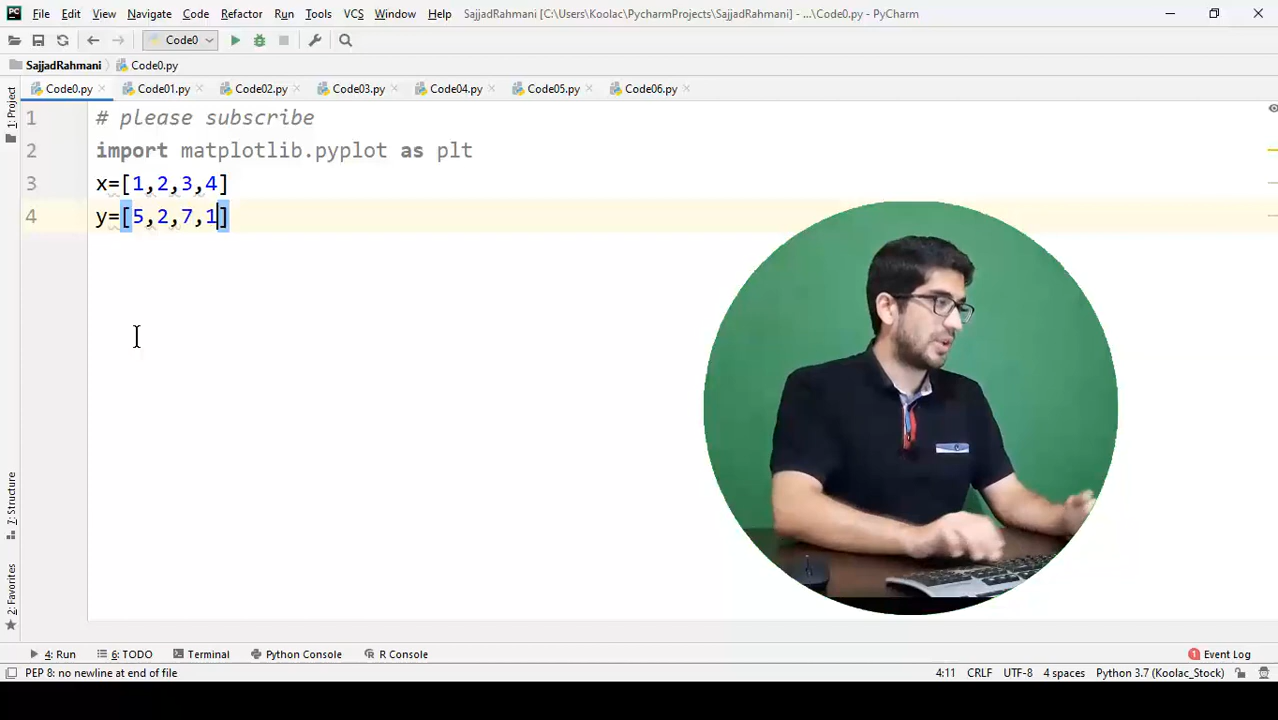 PC File Edit View Navigate Code Refactor Run Tools VCS Window Help SajjadRahmani [C:\Users\Koolac\PycharmProjects\SajjadRahmani] - ...\Code0.py - PyCharm
Code0
SajjadRahmani Code0.py
Code0.py Code01.py Code02.py Code03.py Code04.py Code05.py Code06.py
1: Project
1 # please subscribe
2 import matplotlib.pyplot as plt
3 x=[1,2,3,4]
4 y=[5,2,7,1]
7: Structure
2: Favorites
4: Run 6: TODO Terminal Python Console R Console 1 Event Log
PEP 8: no newline at end of file 4:11 CRLF UTF-8 4 spaces Python 3.7 (Koolac_Stock)